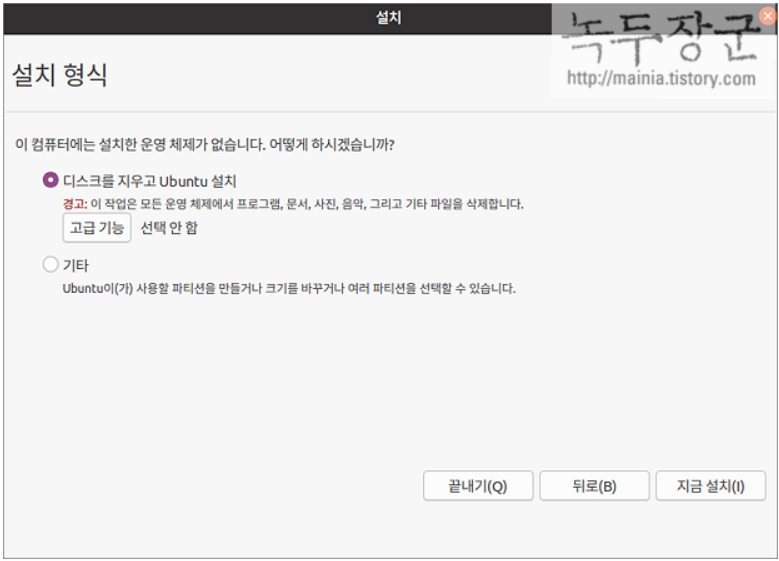 설치
녹두장군
http://mainia.tistory.com
설치 형식
이 컴퓨터에는 설치한 운영 체제가 없습니다. 어떻게 하시겠습니까?
디스크를 지우고 Ubuntu 설치
경고: 이 작업은 모든 운영 체제에서 프로그램, 문서, 사진, 음악, 그리고 기타 파일을 삭제합니다.
고급 기능 선택 안 함
기타
Ubuntu이(가) 사용할 파티션을 만들거나 크기를 바꾸거나 여러 파티션을 선택할 수 있습니다.
끝내기(Q) 뒤로(B) 지금 설치(I)